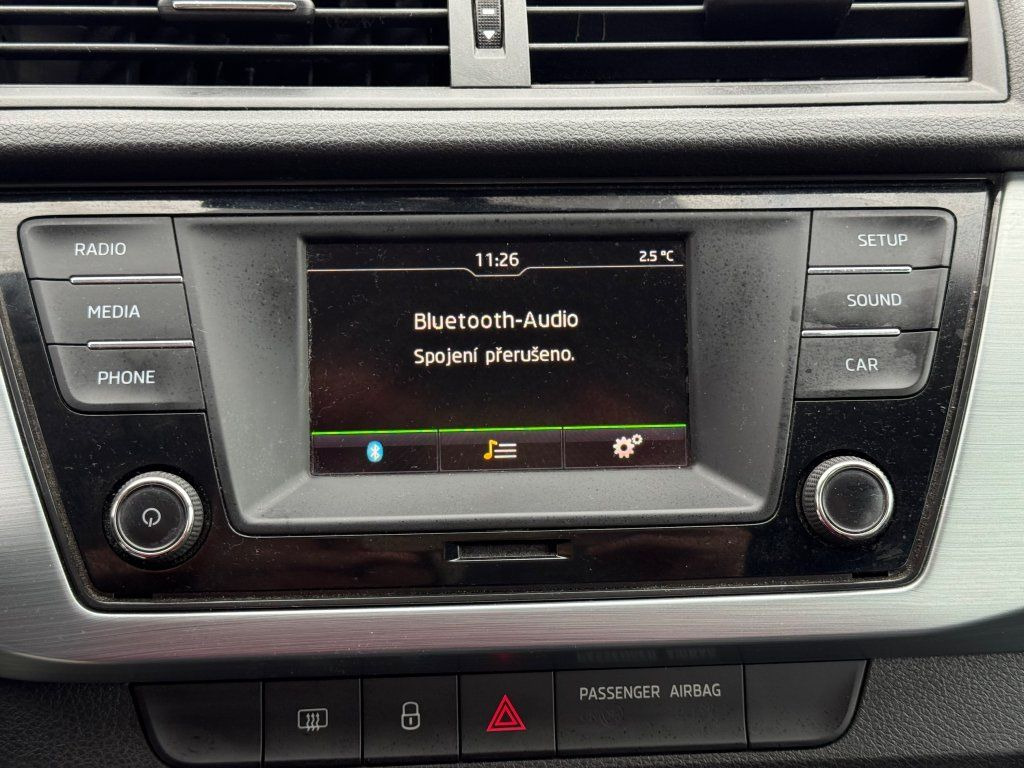 RADIO
MEDIA
PHONE
11:26
2.5 °C
Bluetooth-Audio
Spojení přerušeno.
SETUP
SOUND
CAR
PASSENGER AIRBAG